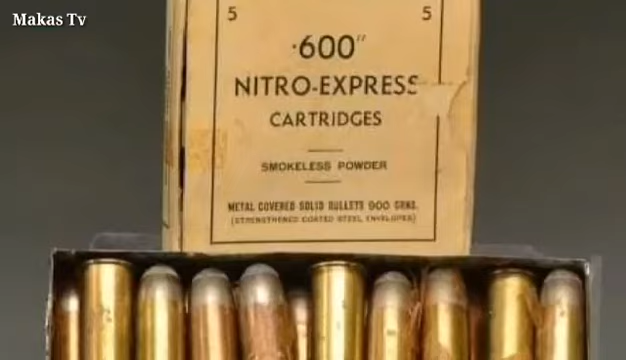 Makas Tv
5 5
·600"
NITRO-EXPRESS
CARTRIDGES
SMOKELESS POWDER
METAL COVERED SOLID BULLETS 900 GRNS.
(STRENGTHENED COATED STEEL ENVELOPES)